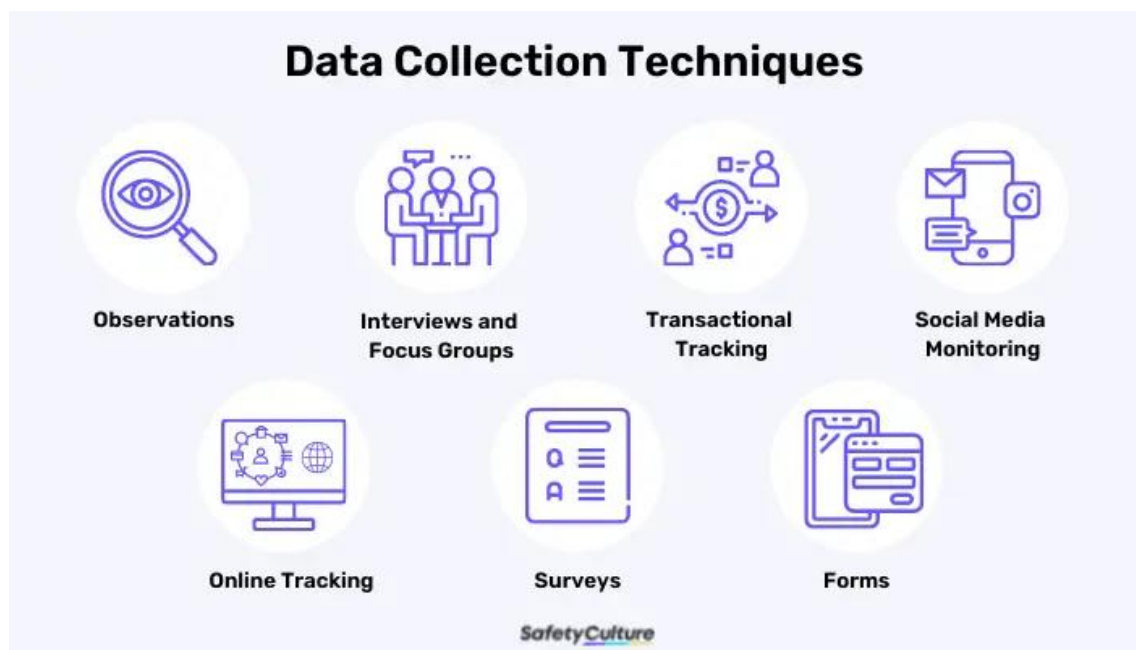 Data Collection Techniques
Observations
Interviews and
Focus Groups
Transactional
Tracking
Social Media
Monitoring
$
Q
A
Online Tracking
Surveys
Forms
SafetyCulture